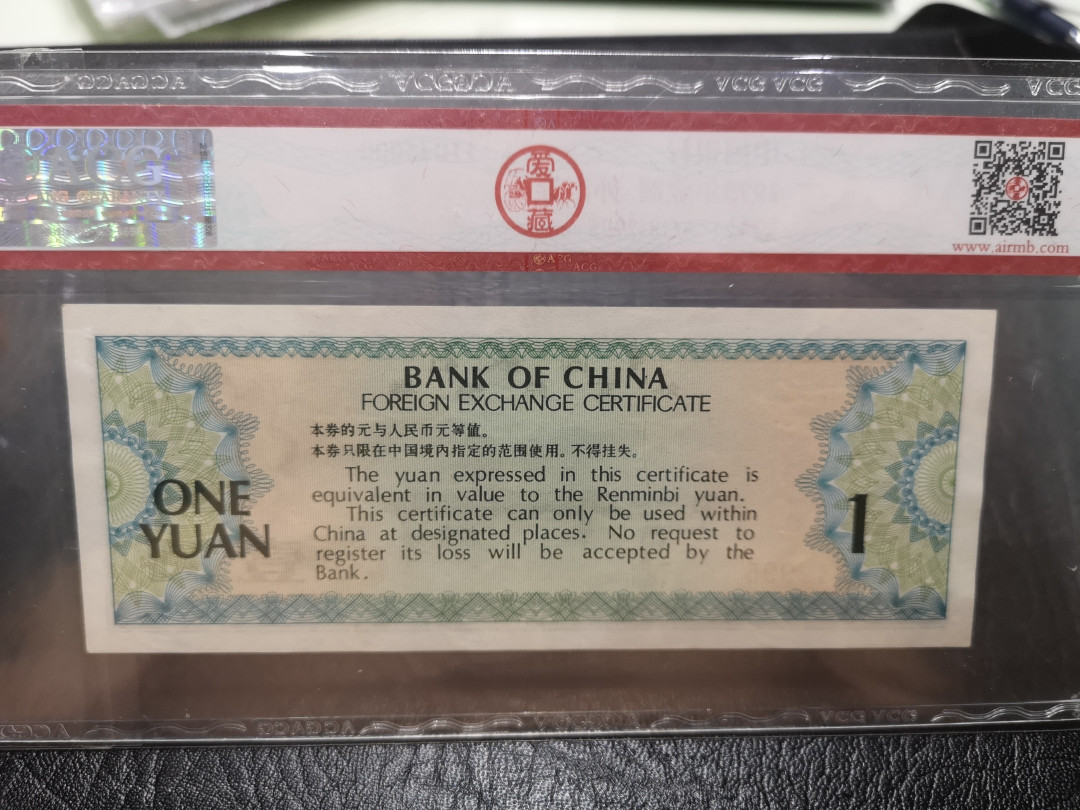 ACG
爱
藏
www.airmb.com
ACG
ACG
BANK OF CHINA
FOREIGN EXCHANGE CERTIFICATE
本券的元与人民币元等值。
本券只限在中国境内指定的范围使用。不得挂失。
The yuan expressed in this certificate is
equivalent in value to the Renminbi yuan.
This certificate can only be used within
China at designated places. No request to
register its loss will be accepted by the
Bank.
ONE
YUAN
1